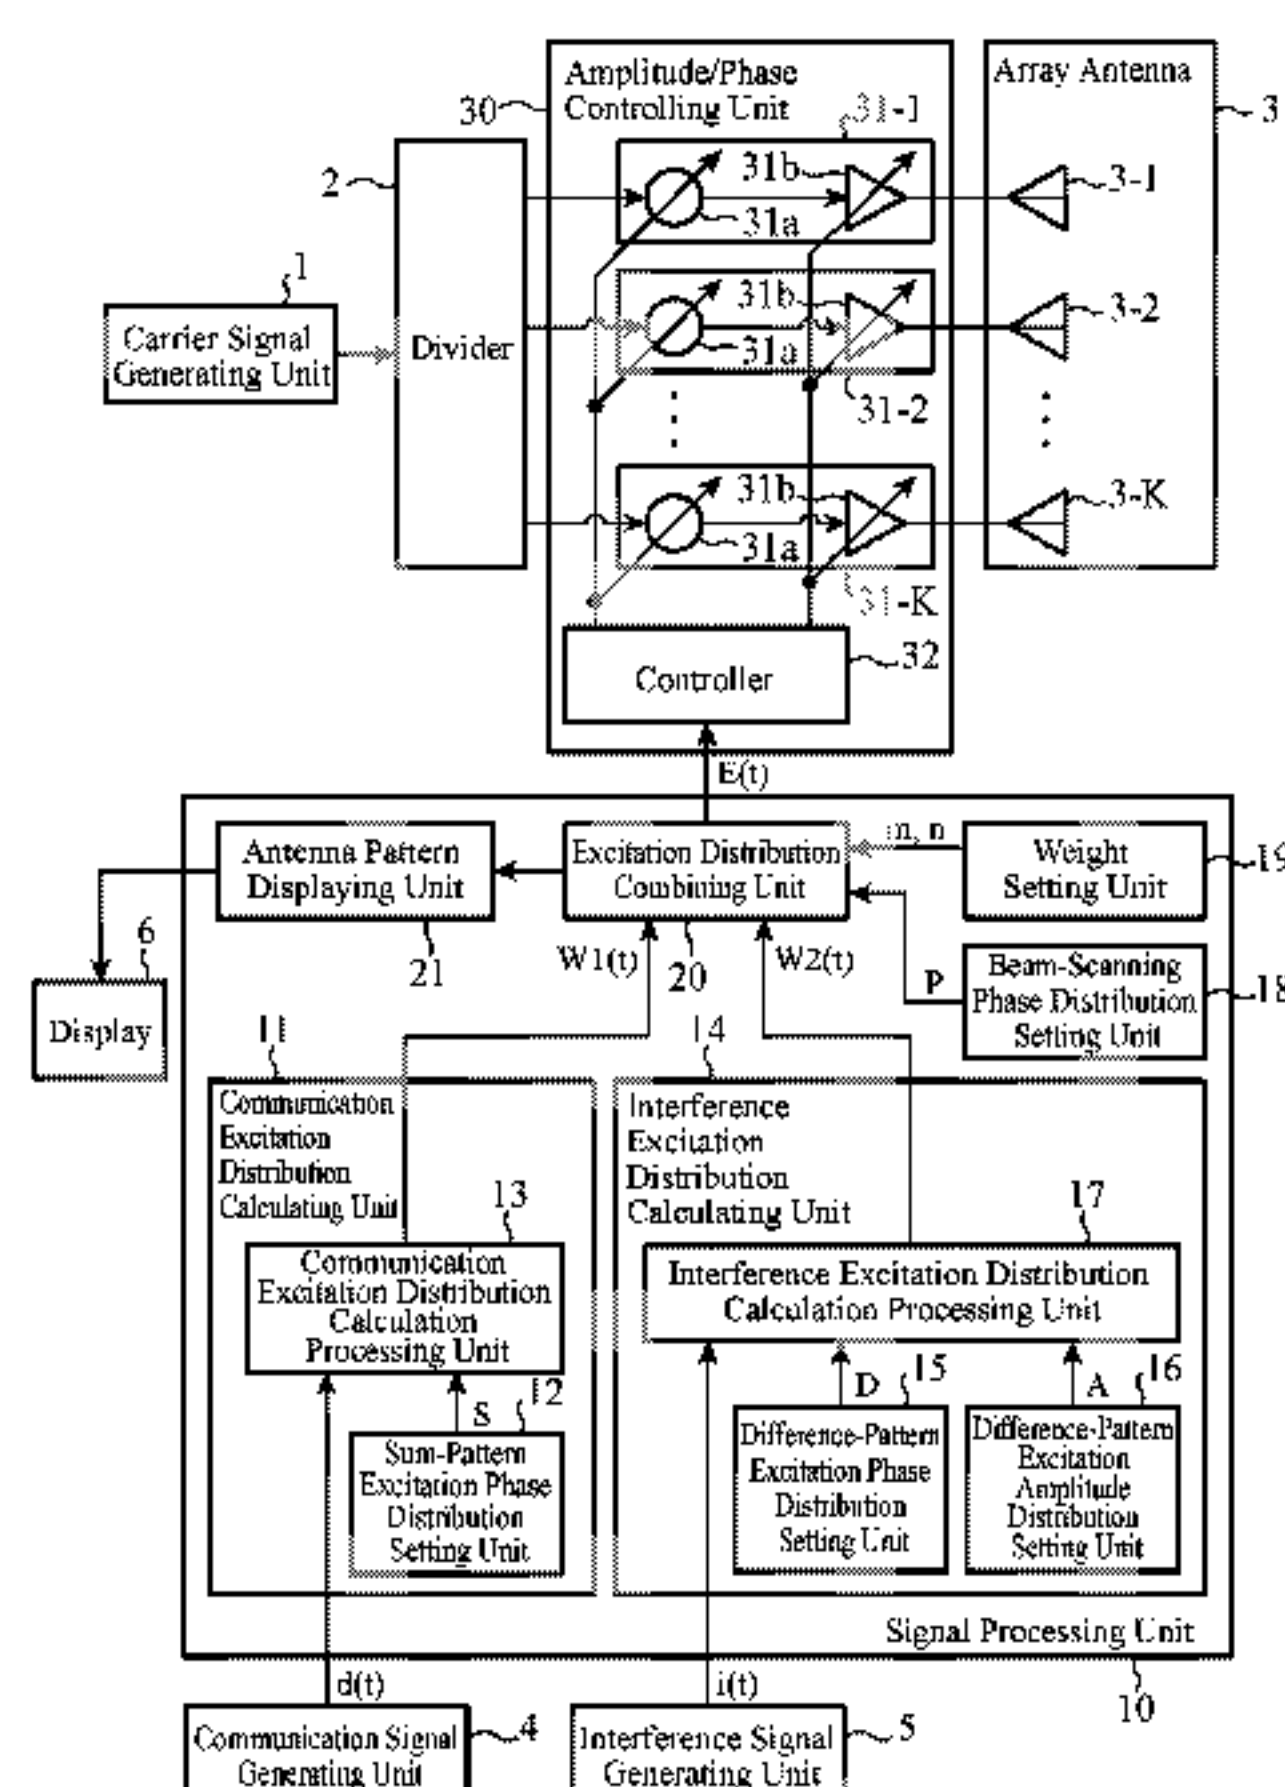 Amplitude/Phase
Controlling Unit
Array Antenna
30
31-1
3
2
31b
3-1
31a
1
31b
3-2
Carrier Signal
Generating Unit
Divider
31a
31-2
31b
3-K
31a
31-K
Controller
32
E(t)
Antenna Pattern
Displaying Unit
Excitation Distribution
Combining Unit
m, n
Weight
Setting Unit
19
6
21
W1(t)
20
W2(t)
P
Beam-Scanning
Phase Distribution
Setting Unit
18
Display
11
14
Communication
Excitation
Distribution
Calculating Unit
Interference
Excitation
Distribution
Calculating Unit
13
17
Communication
Excitation Distribution
Calculation
Processing Unit
Interference Excitation Distribution
Calculation Processing Unit
S
12
D
15
A
16
Sum-Pattern
Excitation Phase
Distribution
Setting Unit
Difference-Pattern
Excitation Phase
Distribution
Setting Unit
Difference-Pattern
Excitation
Amplitude
Distribution
Setting Unit
Signal Processing Unit
10
d(t)
i(t)
Communication Signal
Generating Unit
4
Interference Signal
Generating Unit
5